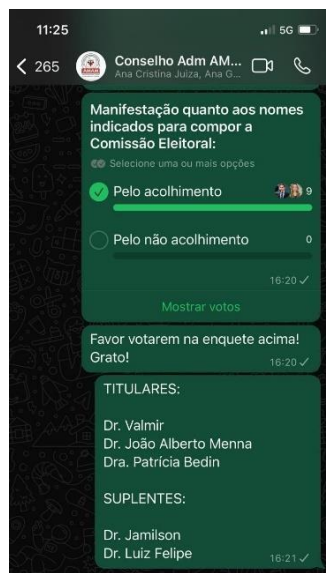 11:25
5G
265
Conselho Adm AM...
Ana Cristina Juiza, Ana G...
Manifestação quanto aos nomes
indicados para compor a
Comissão Eleitoral:
Selecione uma ou mais opções
Pelo acolhimento 9
Pelo não acolhimento 0
16:20
Mostrar votos
Favor votarem na enquete acima!
Grato!
16:20
TITULARES:
Dr. Valmir
Dr. João Alberto Menna
Dra. Patrícia Bedin
SUPLENTES:
Dr. Jamilson
Dr. Luiz Felipe
16:21